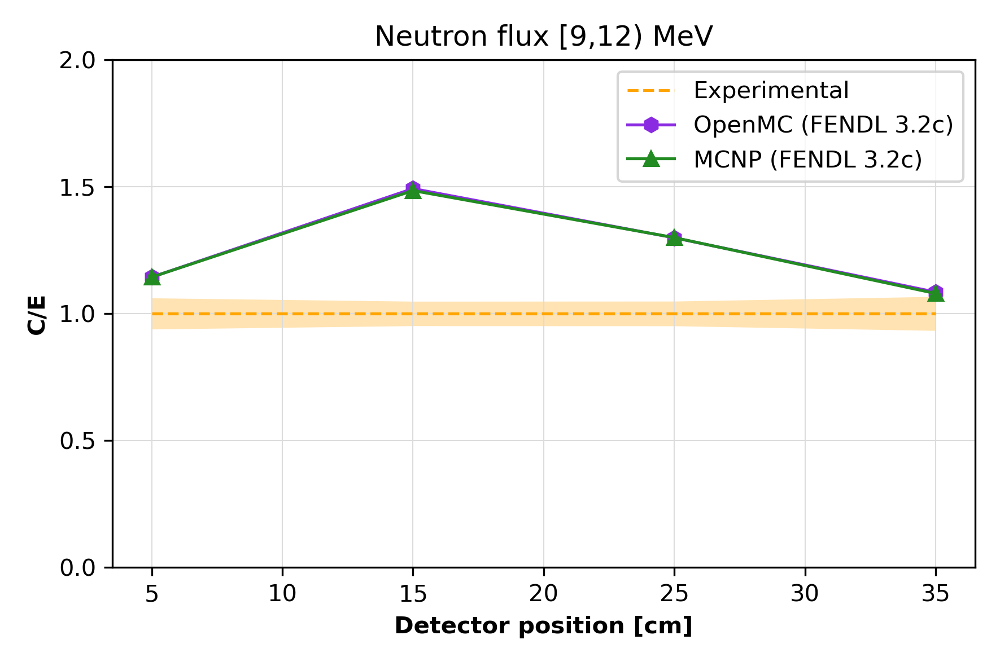 Neutron flux [9,12) MeV
2.0
1.5
1.0
0.5
0.0
C/E
Experimental
OpenMC (FENDL 3.2c)
MCNP (FENDL 3.2c)
5 10 15 20 25 30 35
Detector position [cm]